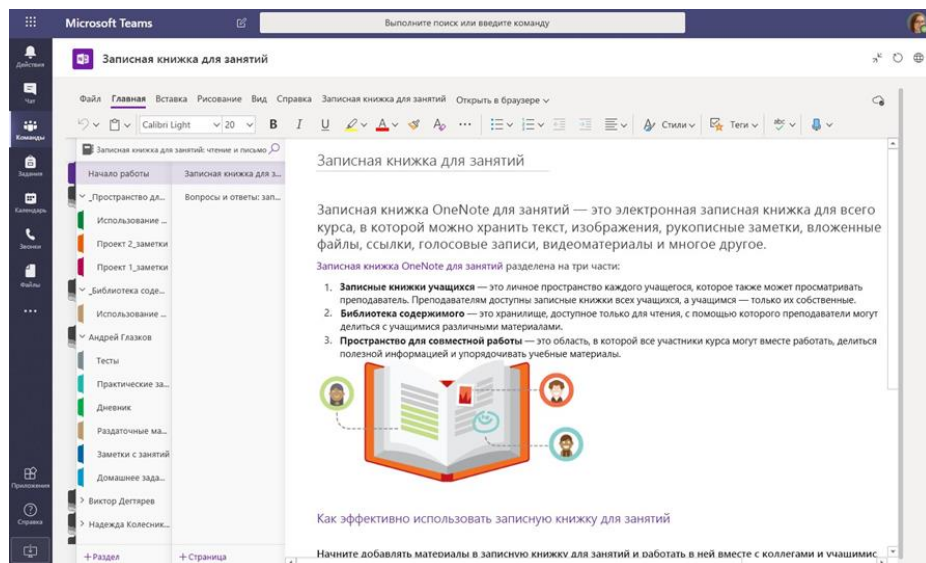 Microsoft Teams
Выполните поиск или введите команду
Действия
Чат
Команды
Задания
Календарь
Звонки
Файлы
Приложения
Справка
Записная книжка для занятий
Файл Главная Вставка Рисование Вид Справка Записная книжка для занятий Открыть в браузере
Calibri Light 20 B I U A Стили Теги abc
Записная книжка для занятий: чтение и письмо
Начало работы
_Пространство дл...
Использование ...
Проект 2_заметки
Проект 1_заметки
_Библиотека соде...
Использование ...
Андрей Глазков
Тесты
Практические за...
Дневник
Раздаточные ма...
Заметки с занятий
Домашнее зада...
Виктор Дегтярев
Надежда Колесник...
+Раздел
Записная книжка для з...
Вопросы и ответы: зап...
+Страница
Записная книжка для занятий
Записная книжка OneNote для занятий — это электронная записная книжка для всего
курса, в которой можно хранить текст, изображения, рукописные заметки, вложенные
файлы, ссылки, голосовые записи, видеоматериалы и многое другое.
Записная книжка OneNote для занятий разделена на три части:
1. Записные книжки учащихся — это личное пространство каждого учащегося, которое также может просматривать
преподаватель. Преподавателям доступны записные книжки всех учащихся, а учащимся — только их собственные.
2. Библиотека содержимого — это хранилище, доступное только для чтения, с помощью которого преподаватели могут
делиться с учащимися различными материалами.
3. Пространство для совместной работы — это область, в которой все участники курса могут вместе работать, делиться
полезной информацией и упорядочивать учебные материалы.
Как эффективно использовать записную книжку для занятий
Начните добавлять материалы в записную книжку для занятий и работать в ней вместе с коллегами и учащимис